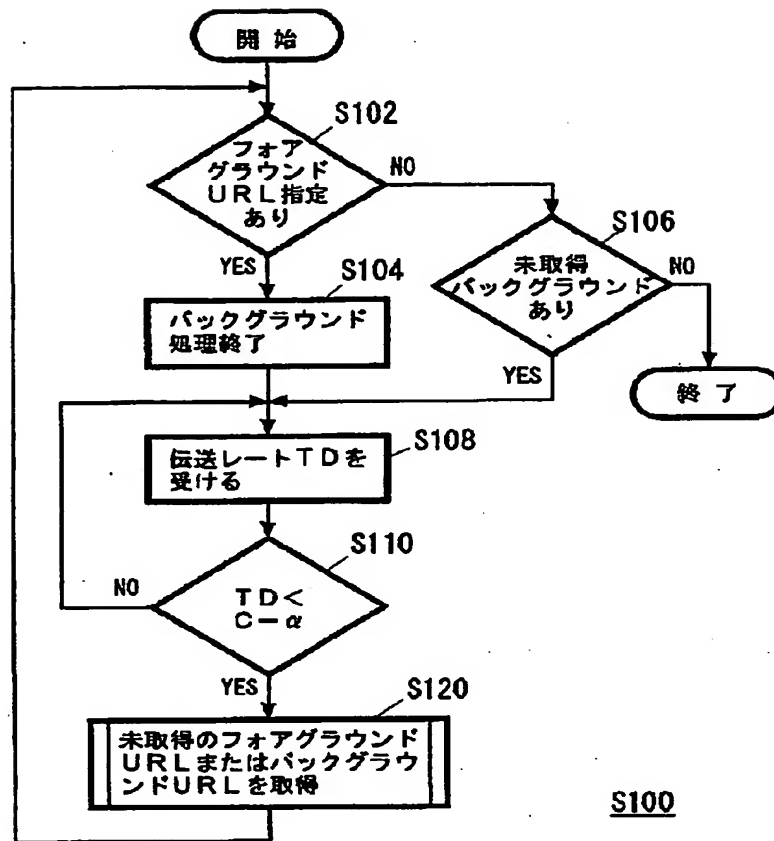 開始
S102
フォア
グラウンド
URL指定
あり
NO
YES
S106
未取得
バックグラウンド
あり
NO
YES
終了
S104
バックグラウンド
処理終了
S108
伝送レートTDを
受ける
S110
TD<
C-α
NO
YES
S120
未取得のフォアグラウンド
URLまたはバックグラウ
ンドURLを取得
S100